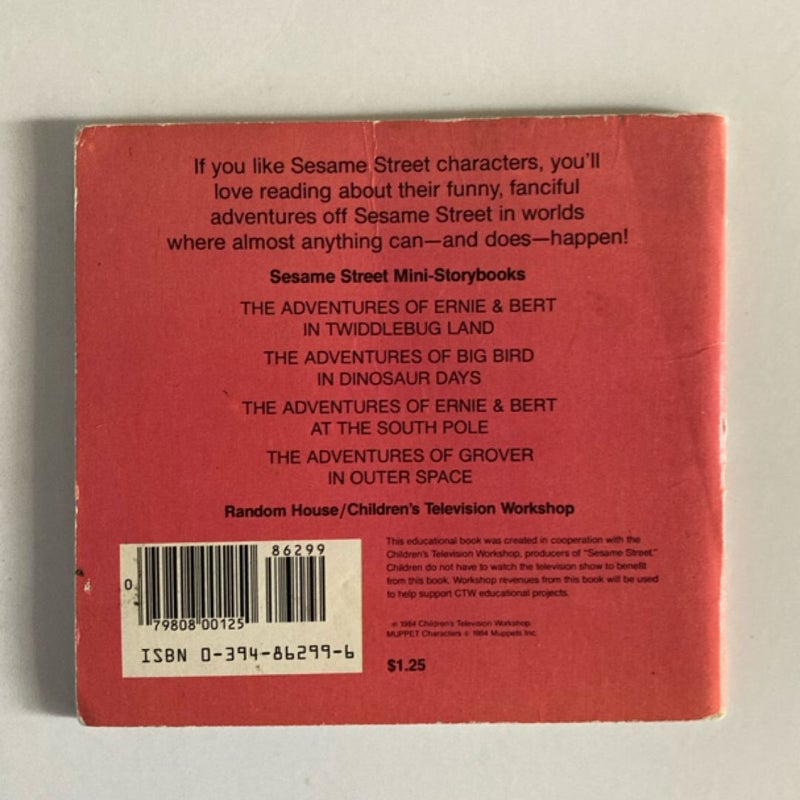 If you like Sesame Street characters, you'll
love reading about their funny, fanciful
adventures off Sesame Street in worlds
where almost anything can—and does—happen!
Sesame Street Mini-Storybooks
THE ADVENTURES OF ERNIE & BERT
IN TWIDDLEBUG LAND
THE ADVENTURES OF BIG BIRD
IN DINOSAUR DAYS
THE ADVENTURES OF ERNIE & BERT
AT THE SOUTH POLE
THE ADVENTURES OF GROVER
IN OUTER SPACE
Random House/Children's Television Workshop
86299
0
79808 00125
ISBN 0-394-86299-6
This educational book was created in cooperation with the
Children's Television Workshop, producers of "Sesame Street."
Children do not have to watch the television show to benefit
from this book. Workshop revenues from this book will be used
to help support CTW educational projects.
© 1984 Children's Television Workshop.
MUPPET Characters © 1984 Muppets Inc.
$1.25